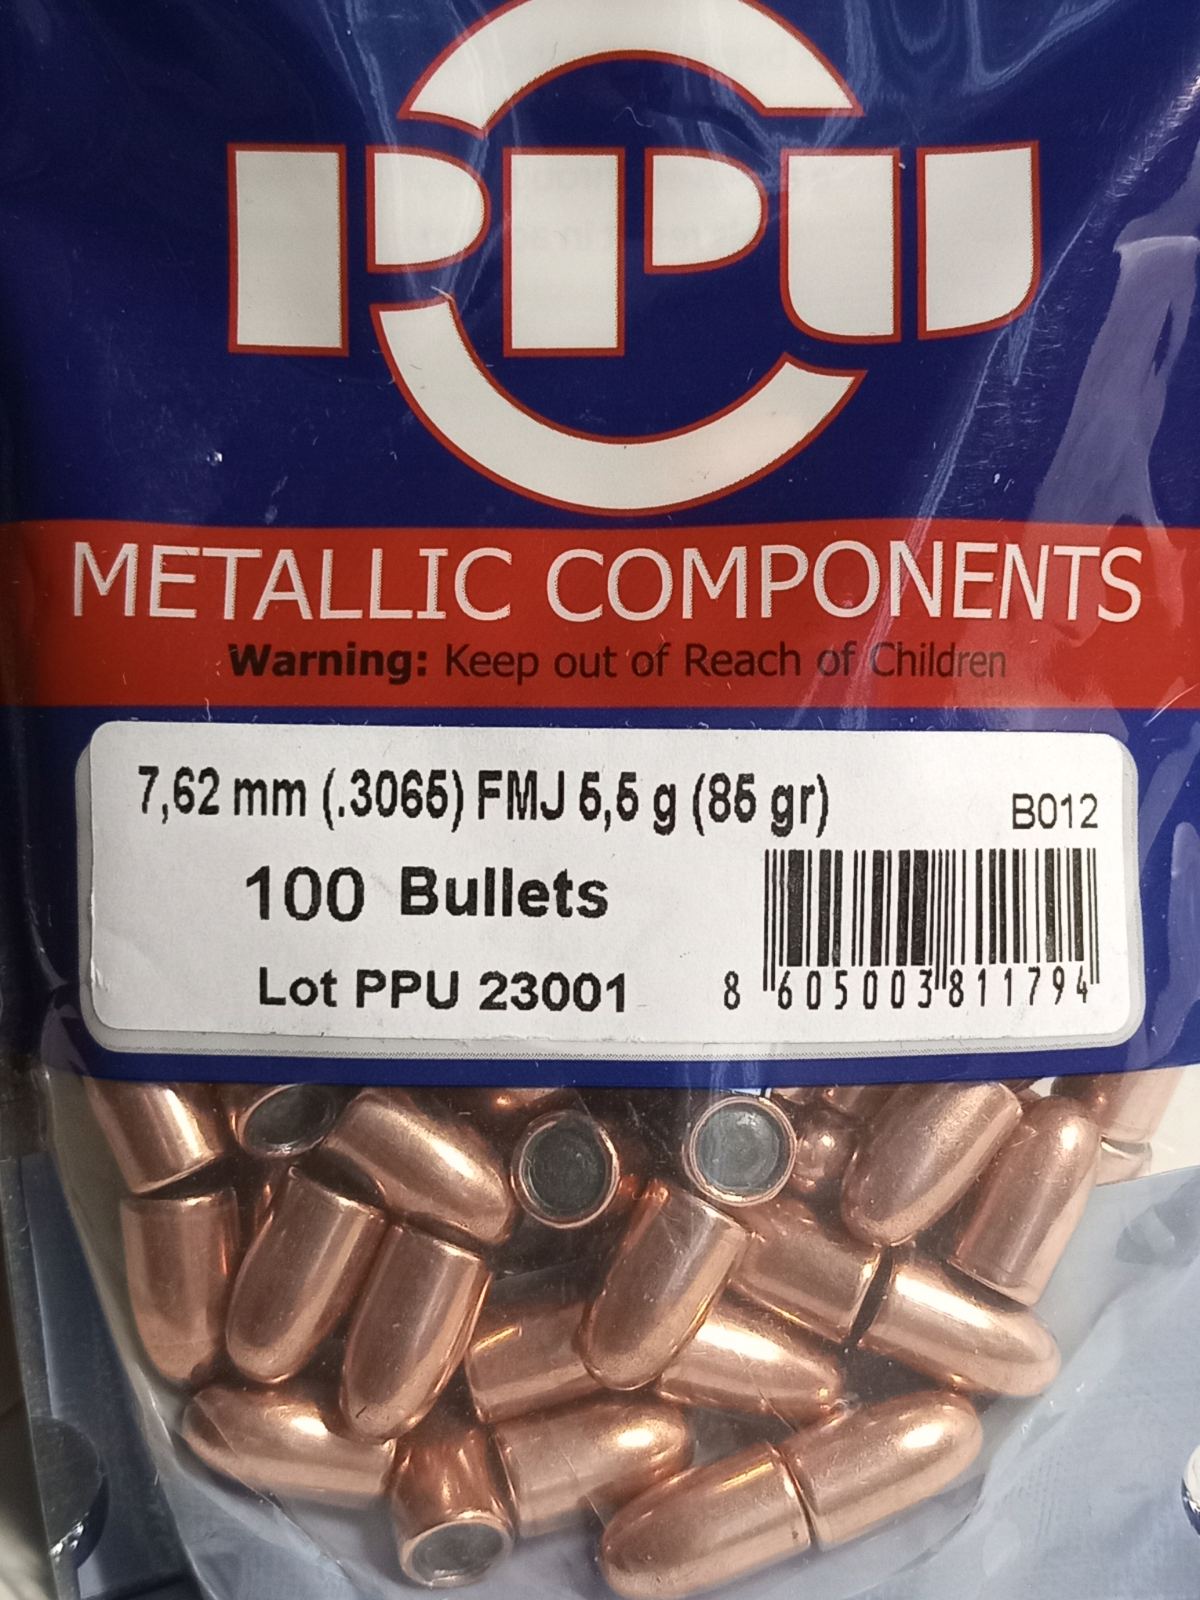 PPU
METALLIC COMPONENTS
Warning: Keep out of Reach of Children
7,62 mm (.3065) FMJ 5,5 g (85 gr)
B012
100 Bullets
Lot PPU 23001
8 605003 811794